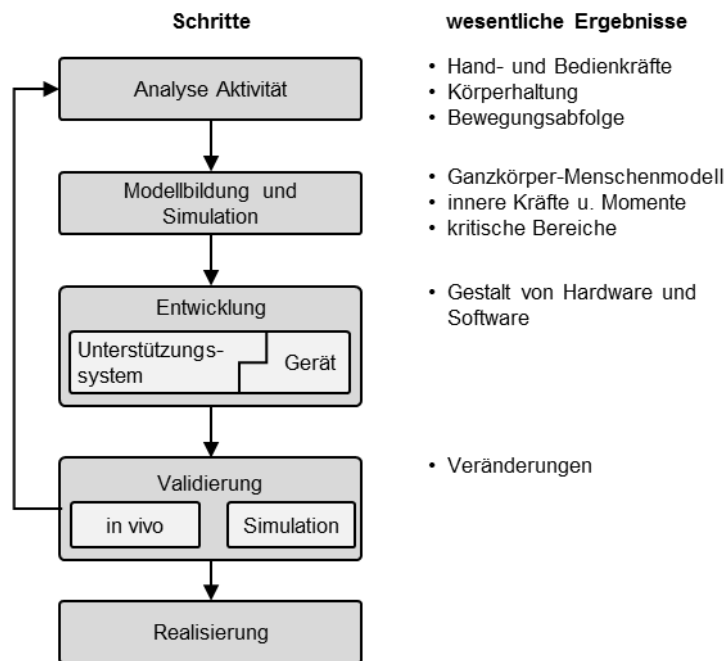 Schritte
wesentliche Ergebnisse
Analyse Aktivität
• Hand- und Bedienkräfte
• Körperhaltung
• Bewegungsabfolge
Modellbildung und
Simulation
• Ganzkörper-Menschenmodell
• innere Kräfte u. Momente
• kritische Bereiche
Entwicklung
Unterstützungs-
system
Gerät
• Gestalt von Hardware und
Software
Validierung
in vivo
Simulation
• Veränderungen
Realisierung